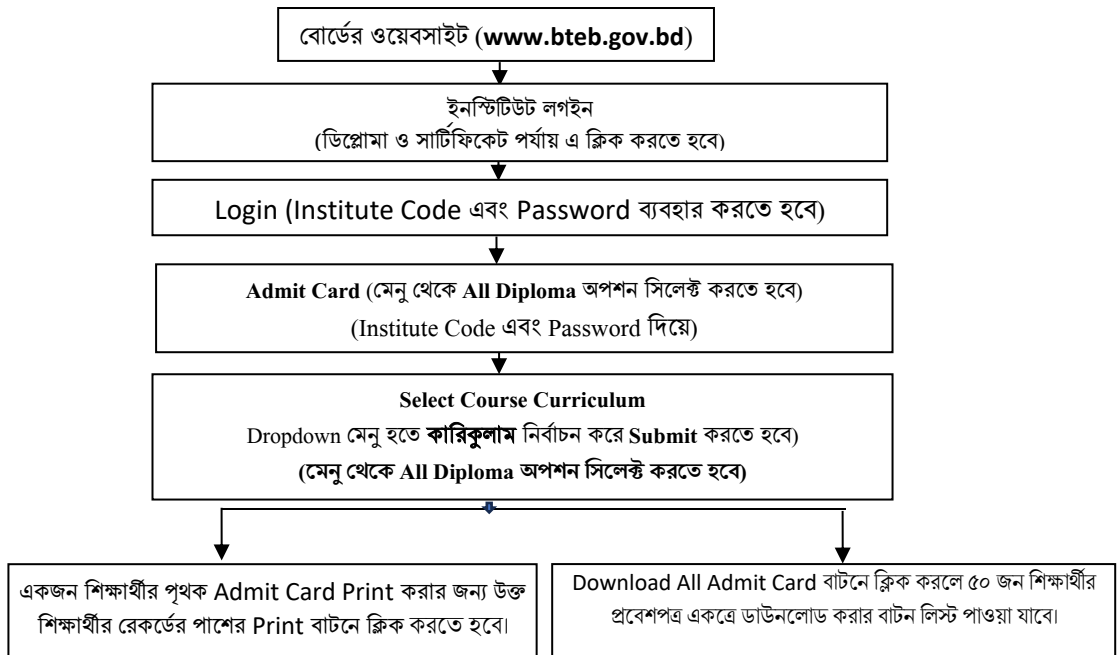 বোর্ডের ওয়েবসাইট (www.bteb.gov.bd)
ইনস্টিটিউট লগইন
(ডিপ্লোমা ও সার্টিফিকেট পর্যায় এ ক্লিক করতে হবে)
Login (Institute Code এবং Password ব্যবহার করতে হবে)
Admit Card (মেনু থেকে All Diploma অপশন সিলেক্ট করতে হবে)
(Institute Code এবং Password দিয়ে)
Select Course Curriculum
Dropdown মেনু হতে কারিকুলাম নির্বাচন করে Submit করতে হবে)
(মেনু থেকে All Diploma অপশন সিলেক্ট করতে হবে)
একজন শিক্ষার্থীর পৃথক Admit Card Print করার জন্য উক্ত
শিক্ষার্থীর রেকর্ডের পাশের Print বাটনে ক্লিক করতে হবে।
Download All Admit Card বাটনে ক্লিক করলে ৫০ জন শিক্ষার্থীর
প্রবেশপত্র একত্রে ডাউনলোড করার বাটন লিস্ট পাওয়া যাবে।